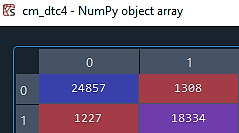 cm_dtc4 - NumPy object array
0 1
0 24857 1308
1 1227 18334